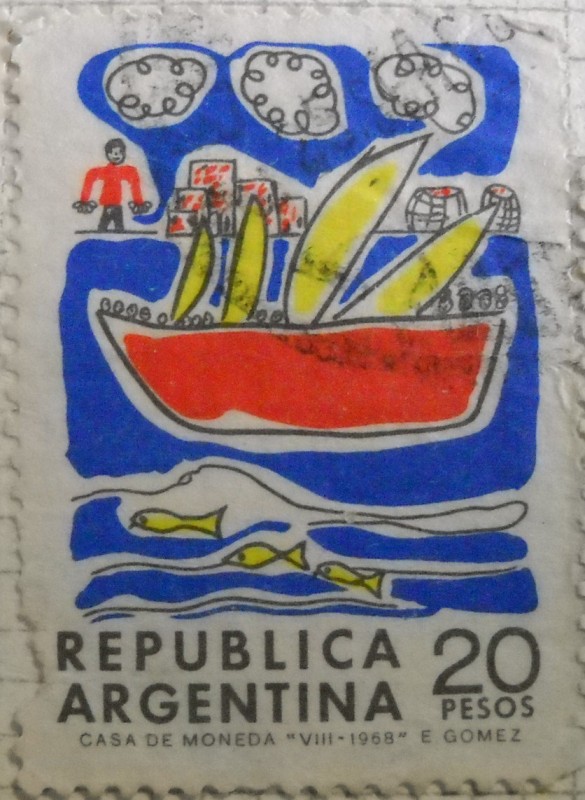 REPUBLICA
ARGENTINA
20
PESOS
CASA DE MONEDA "VIII-1968" E GOMEZ